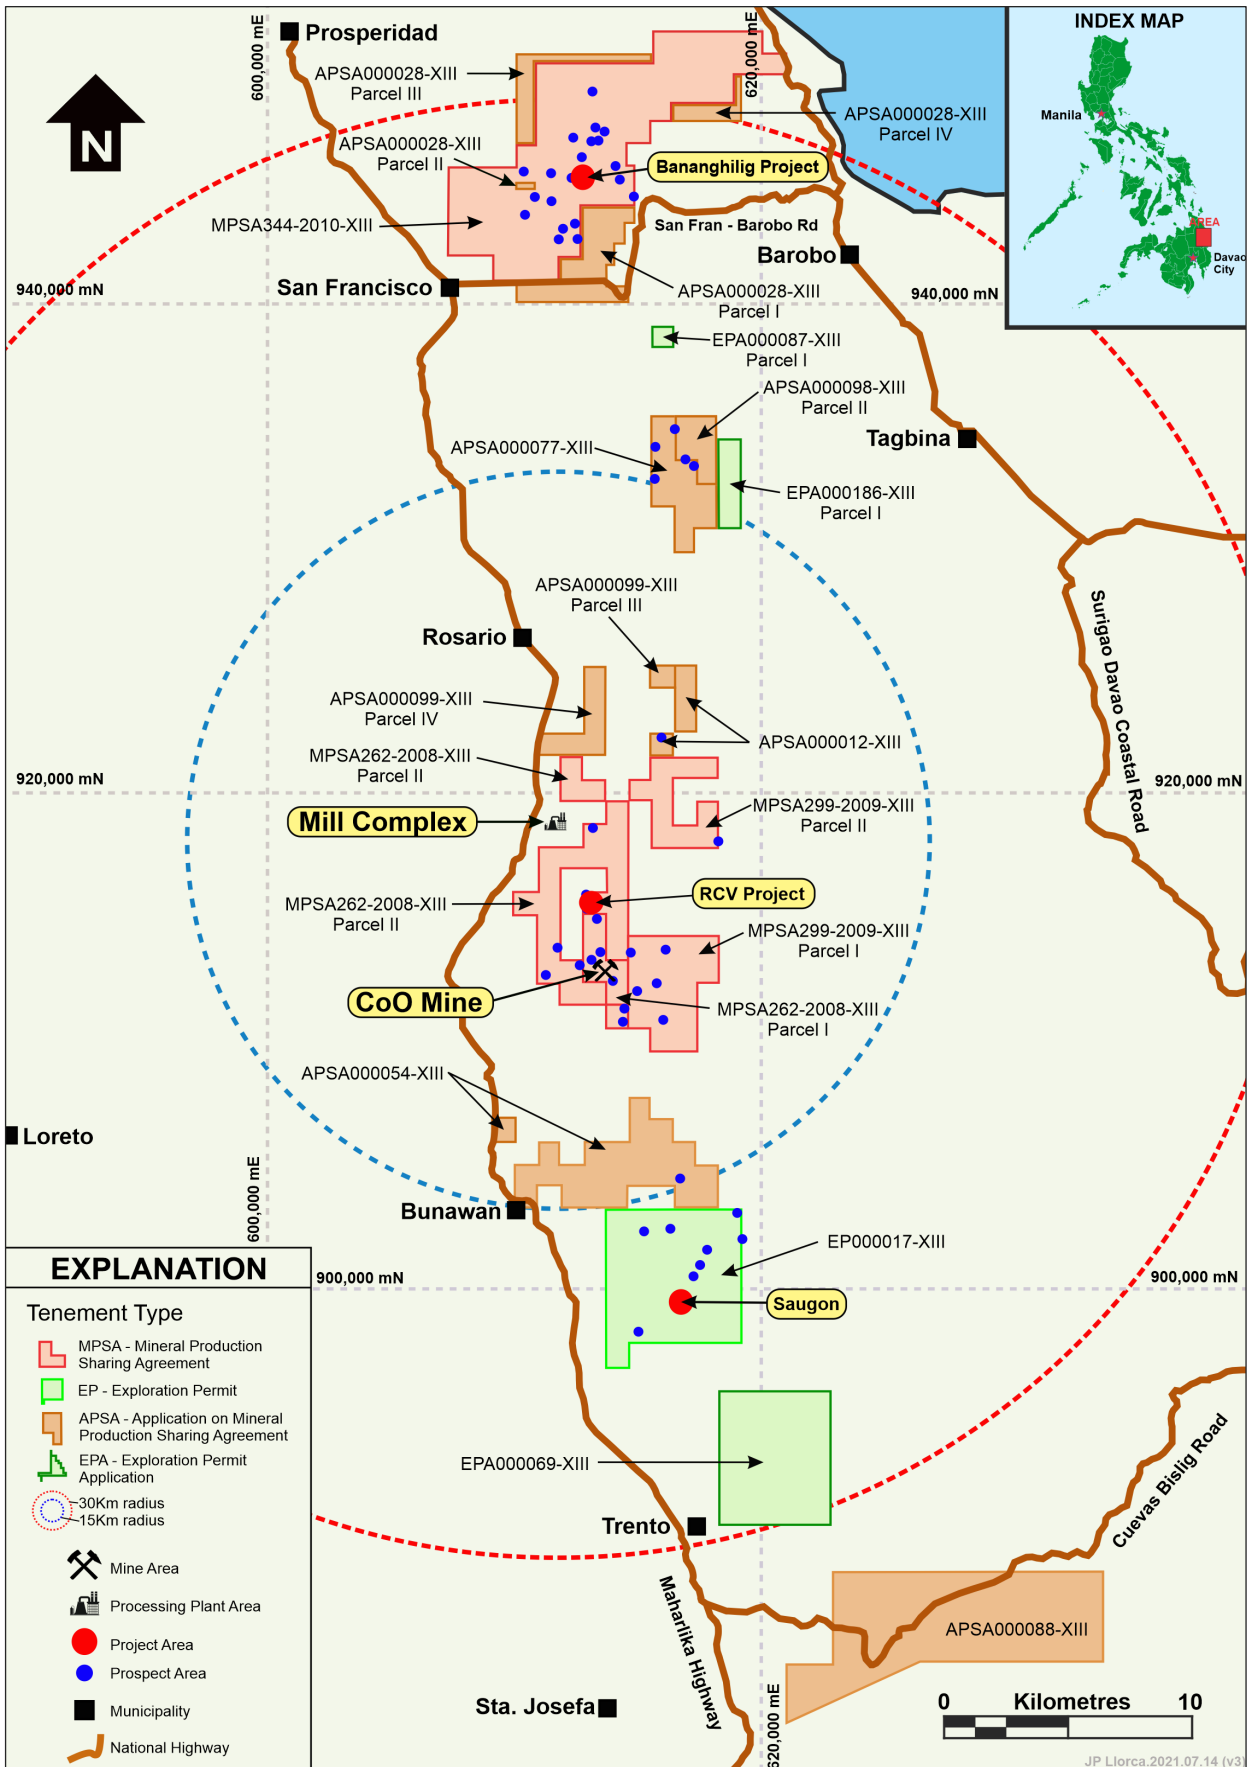 Prosperidad
600,000 mE
620,000 mE
INDEX MAP
APSA000028-XIII
Parcel III
APSA000028-XIII
Parcel IV
Manila
N
APSA000028-XIII
Parcel II
Bananghilig Project
MPSA344-2010-XIII
San Fran - Barobo Rd
AREA
Barobo
Davao
City
San Francisco
APSA000028-XIII
Parcel I
940,000 mN
940,000 mN
EPA000087-XIII
Parcel I
APSA000098-XIII
Parcel II
Tagbina
APSA000077-XIII
EPA000186-XIII
Parcel I
APSA000099-XIII
Parcel III
Surigao Davao Coastal Road
Rosario
APSA000099-XIII
Parcel IV
APSA000012-XIII
MPSA262-2008-XIII
Parcel II
920,000 mN
920,000 mN
MPSA299-2009-XIII
Parcel II
Mill Complex
RCV Project
MPSA262-2008-XIII
Parcel II
MPSA299-2009-XIII
Parcel I
CoO Mine
MPSA262-2008-XIII
Parcel I
APSA000054-XIII
Loreto
600,000 mE
Bunawan
EP000017-XIII
900,000 mN
900,000 mN
Saugon
EPA000069-XIII
Trento
Cuevas Bislig Road
Maharlika Highway
APSA000088-XIII
Sta. Josefa
620,000 mE
0 Kilometres 10
EXPLANATION
Tenement Type
MPSA - Mineral Production
Sharing Agreement
EP - Exploration Permit
APSA - Application on Mineral
Production Sharing Agreement
EPA - Exploration Permit
Application
30Km radius
15Km radius
Mine Area
Processing Plant Area
Project Area
Prospect Area
Municipality
National Highway
JP Llorca.2021.07.14 (v3)